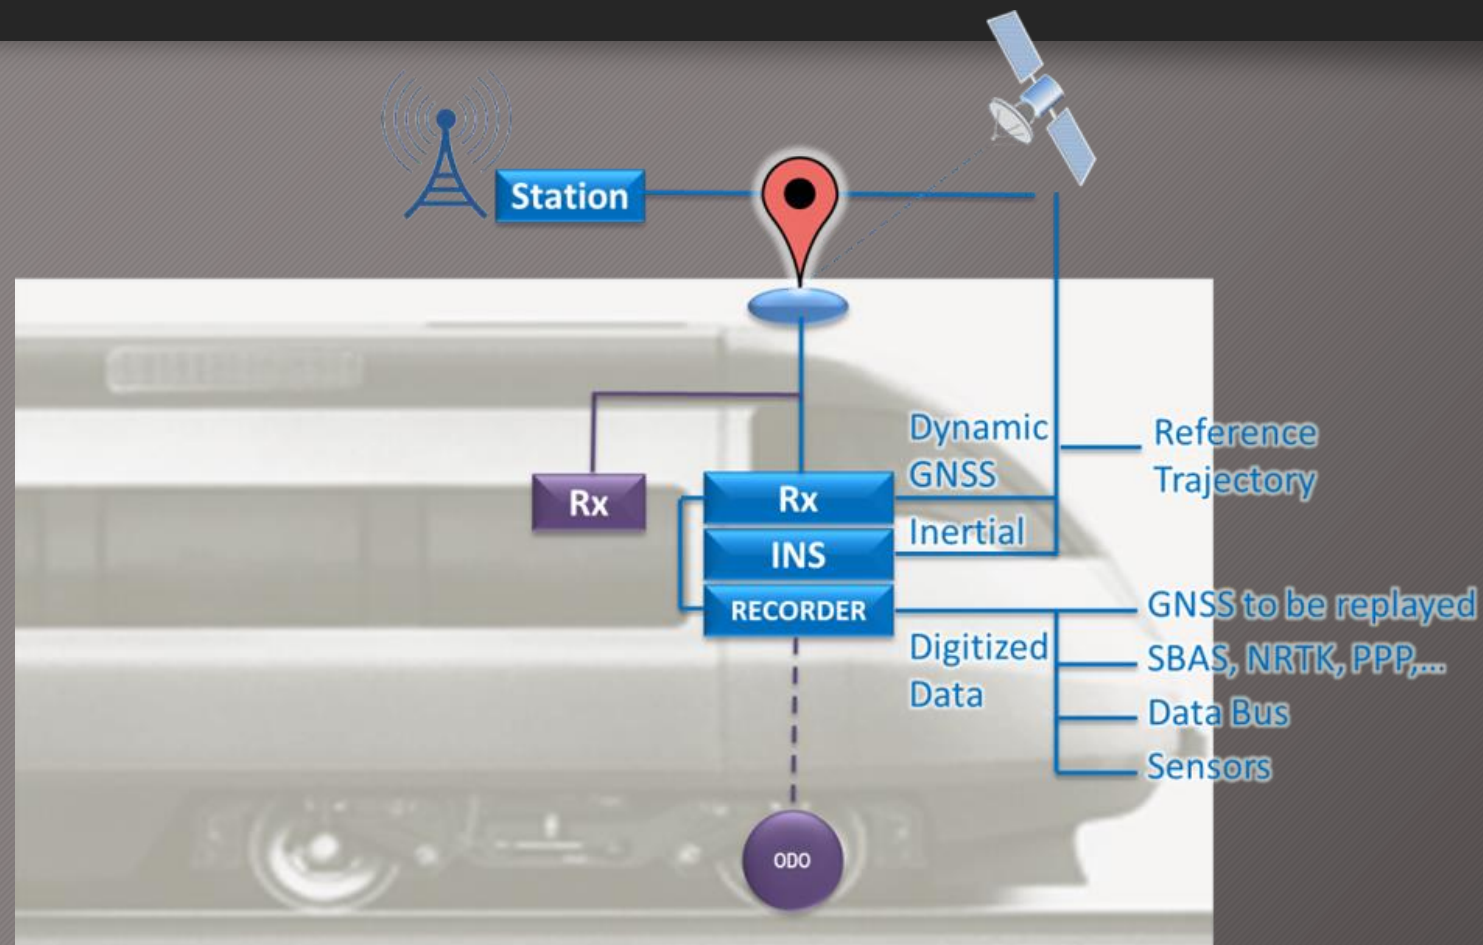 Station
Dynamic
GNSS
Reference
Trajectory
Rx
Rx
Inertial
INS
RECORDER
GNSS to be replayed
Digitized
Data
SBAS, NRTK, PPP,...
Data Bus
Sensors
ODO